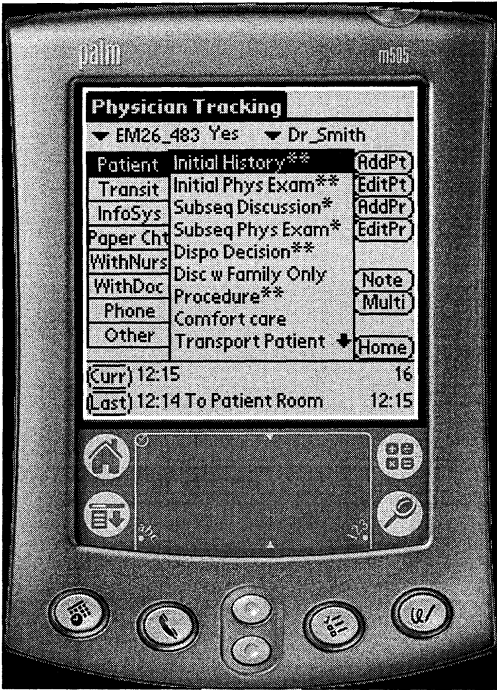 palm m505
Physician Tracking
EM26_483 Yes Dr_Smith
Patient Initial History** AddPt
Transit Initial Phys Exam** EditPt
InfoSys Subseq Discussion* AddPr
Paper Cht Subseq Phys Exam* EditPr
WithNurs Dispo Decision**
WithDoc Disc w Family Only Note
Phone Procedure** Multi
Other Comfort care
Transport Patient Home
Curr 12:15 16
Last 12:14 To Patient Room 12:15
abc 123